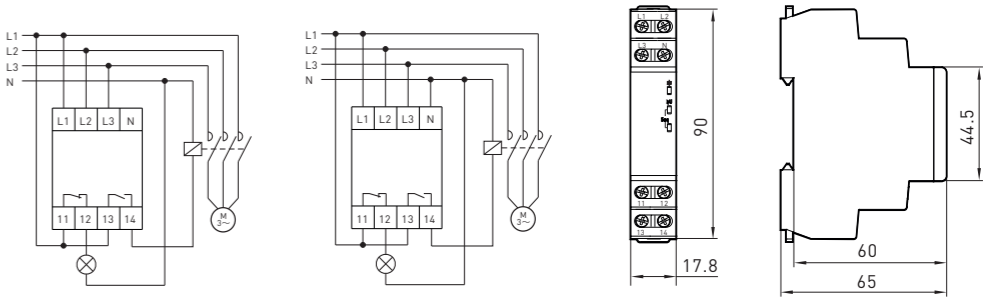 L1
L2
L3
N
L1 L2 L3 N
11 12 13 14
M
3~
L1
L2
L3
N
L1 L2 L3 N
11 12 13 14
M
3~
L1 L2
L3 N
11 12
13 14
90
17.8
44.5
60
65